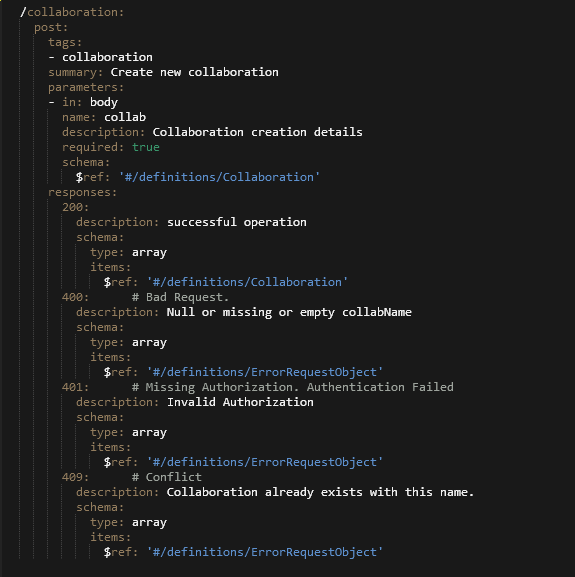 /collaboration:
post:
tags:
- collaboration
summary: Create new collaboration
parameters:
- in: body
name: collab
description: Collaboration creation details
required: true
schema:
$ref: '#/definitions/Collaboration'
responses:
200:
description: successful operation
schema:
type: array
items:
$ref: '#/definitions/Collaboration'
400: # Bad Request.
description: Null or missing or empty collabName
schema:
type: array
items:
$ref: '#/definitions/ErrorRequestObject'
401: # Missing Authorization. Authentication Failed
description: Invalid Authorization
schema:
type: array
items:
$ref: '#/definitions/ErrorRequestObject'
409: # Conflict
description: Collaboration already exists with this name.
schema:
type: array
items:
$ref: '#/definitions/ErrorRequestObject'